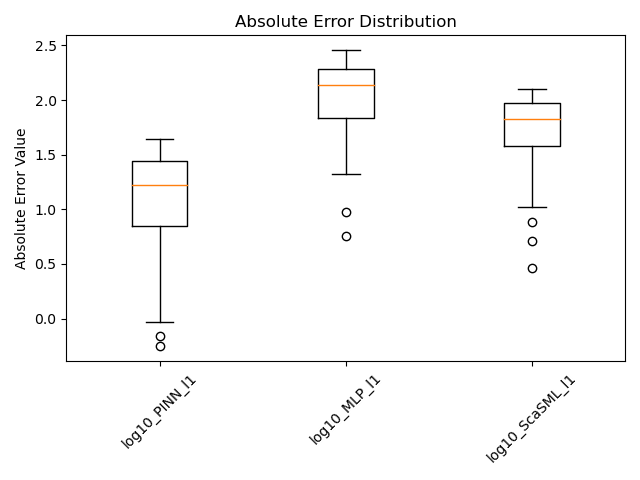 Absolute Error Distribution
Absolute Error Value
2.5
2.0
1.5
1.0
0.5
0.0
log10_PINN_l1
log10_MLP_l1
log10_ScaSML_l1